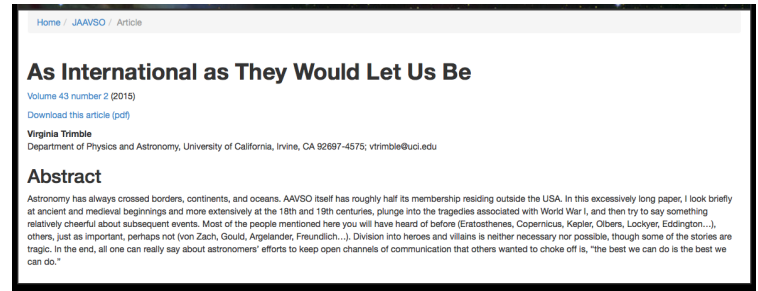 Home / JAAVSO / Article
As International as They Would Let Us Be
Volume 43 number 2 (2015)
Download this article (pdf)
Virginia Trimble
Department of Physics and Astronomy, University of California, Irvine, CA 92697-4575; vtrimble@uci.edu
Abstract
Astronomy has always crossed borders, continents, and oceans. AAVSO itself has roughly half its membership residing outside the USA. In this excessively long paper, I look briefly
at ancient and medieval beginnings and more extensively at the 18th and 19th centuries, plunge into the tragedies associated with World War I, and then try to say something
relatively cheerful about subsequent events. Most of the people mentioned here you will have heard of before (Eratosthenes, Copernicus, Kepler, Olbers, Lockyer, Eddington...),
others, just as important, perhaps not (von Zach, Gould, Argelander, Freundlich...). Division into heroes and villains is neither necessary nor possible, though some of the stories are
tragic. In the end, all one can really say about astronomers' efforts to keep open channels of communication that others wanted to choke off is, "the best we can do is the best we
can do."